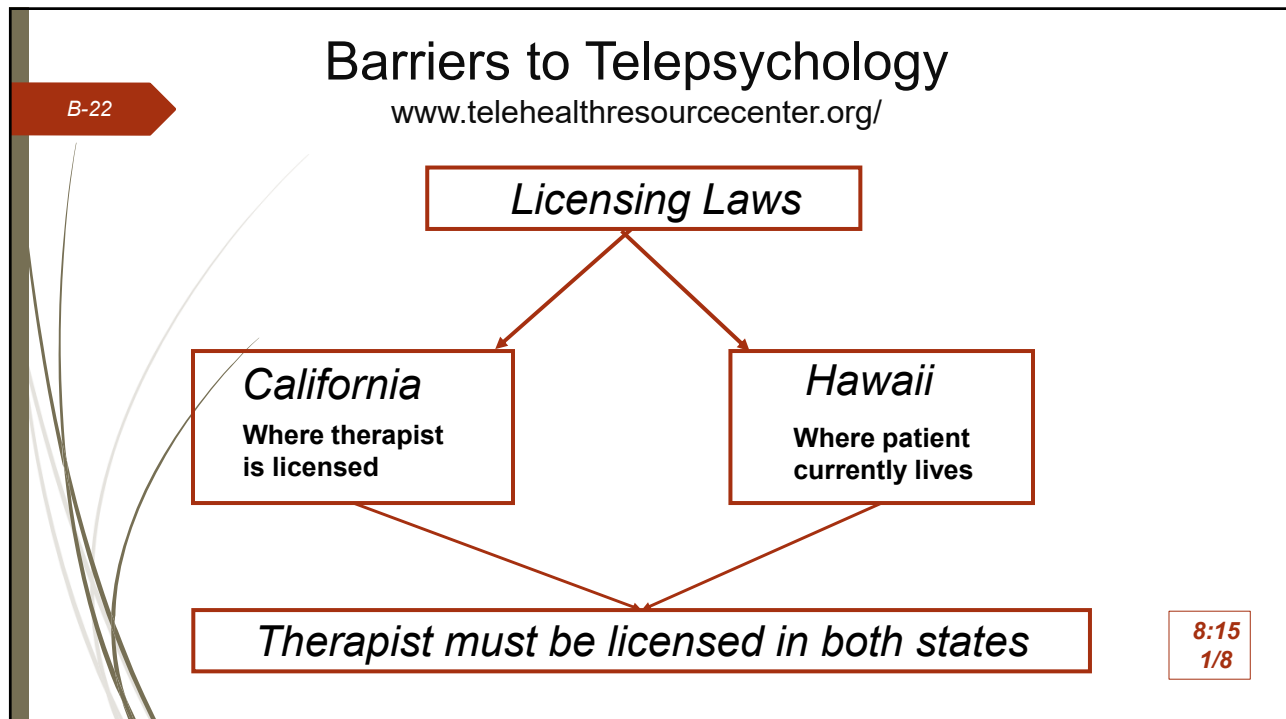 Barriers to Telepsychology
B-22
www.telehealthresourcecenter.org/
Licensing Laws
California
Where therapist
is licensed
Hawaii
Where patient
currently lives
Therapist must be licensed in both states
8:15
1/8